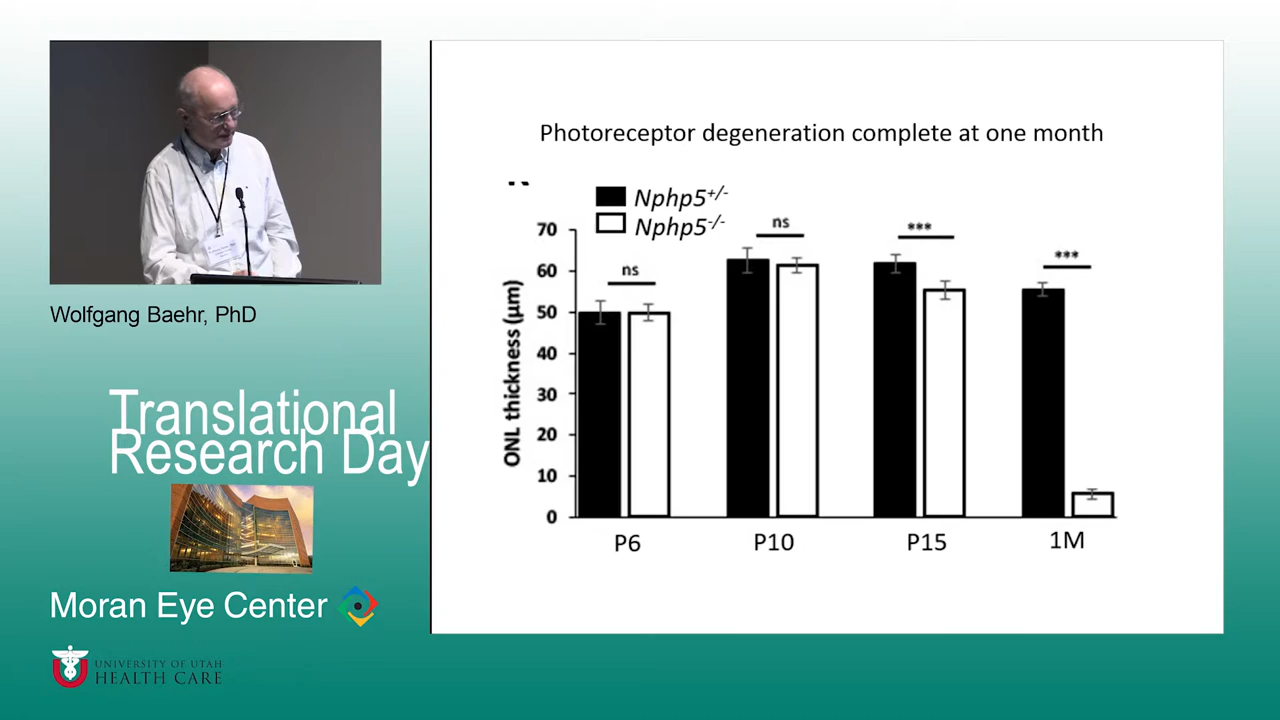 Wolfgang Baehr, PhD
Translational
Research Day
Moran Eye Center
UNIVERSITY OF UTAH
HEALTH CARE
Photoreceptor degeneration complete at one month
Nphp5+/-
Nphp5-/-
ns
ns
***
***
ONL thickness (µm)
70
60
50
40
30
20
10
0
P6
P10
P15
1M